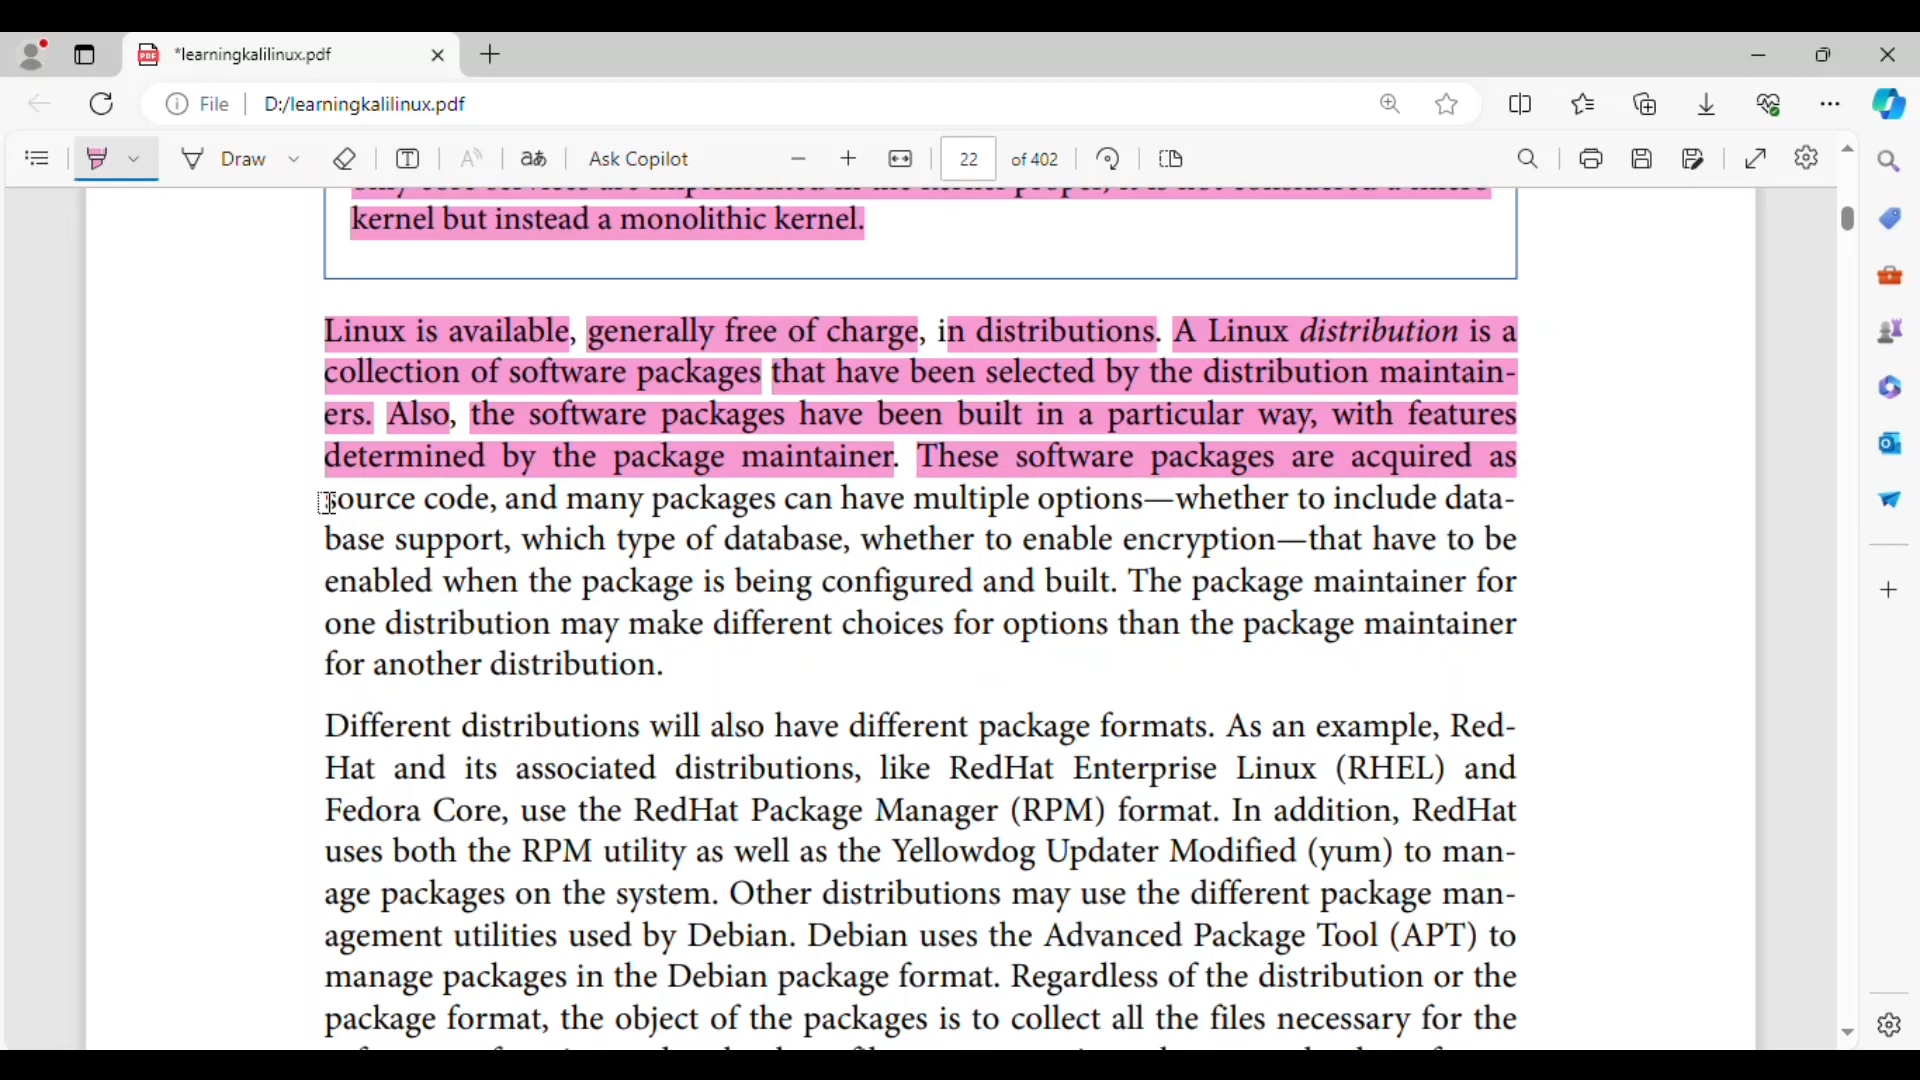 *learningkalilinux.pdf
File D:/learningkalilinux.pdf
Draw Ask Copilot 22 of 402
kernel but instead a monolithic kernel.
Linux is available, generally free of charge, in distributions. A Linux distribution is a
collection of software packages that have been selected by the distribution maintain-
ers. Also, the software packages have been built in a particular way, with features
determined by the package maintainer. These software packages are acquired as
source code, and many packages can have multiple options—whether to include data-
base support, which type of database, whether to enable encryption—that have to be
enabled when the package is being configured and built. The package maintainer for
one distribution may make different choices for options than the package maintainer
for another distribution.
Different distributions will also have different package formats. As an example, Red-
Hat and its associated distributions, like RedHat Enterprise Linux (RHEL) and
Fedora Core, use the RedHat Package Manager (RPM) format. In addition, RedHat
uses both the RPM utility as well as the Yellowdog Updater Modified (yum) to man-
age packages on the system. Other distributions may use the different package man-
agement utilities used by Debian. Debian uses the Advanced Package Tool (APT) to
manage packages in the Debian package format. Regardless of the distribution or the
package format, the object of the packages is to collect all the files necessary for the